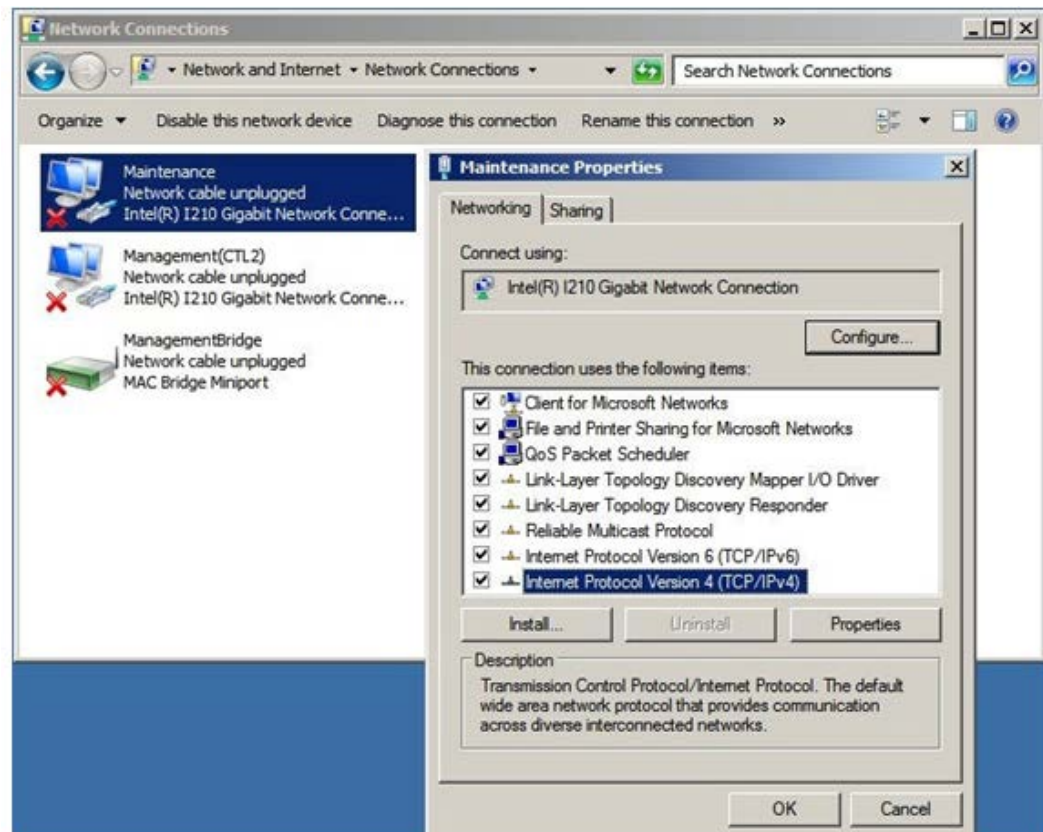 Network Connections
Network and Internet Network Connections
Search Network Connections
Organize Disable this network device Diagnose this connection Rename this connection »
Maintenance
Network cable unplugged
Intel(R) I210 Gigabit Network Conne...
Management(CTL2)
Network cable unplugged
Intel(R) I210 Gigabit Network Conne...
ManagementBridge
Network cable unplugged
MAC Bridge Miniport
Maintenance Properties
Networking Sharing
Connect using:
Intel(R) I210 Gigabit Network Connection
Configure...
This connection uses the following items:
Client for Microsoft Networks
File and Printer Sharing for Microsoft Networks
QoS Packet Scheduler
Link-Layer Topology Discovery Mapper I/O Driver
Link-Layer Topology Discovery Responder
Reliable Multicast Protocol
Internet Protocol Version 6 (TCP/IPv6)
Internet Protocol Version 4 (TCP/IPv4)
Install... Uninstall Properties
Description
Transmission Control Protocol/Internet Protocol. The default
wide area network protocol that provides communication
across diverse interconnected networks.
OK Cancel